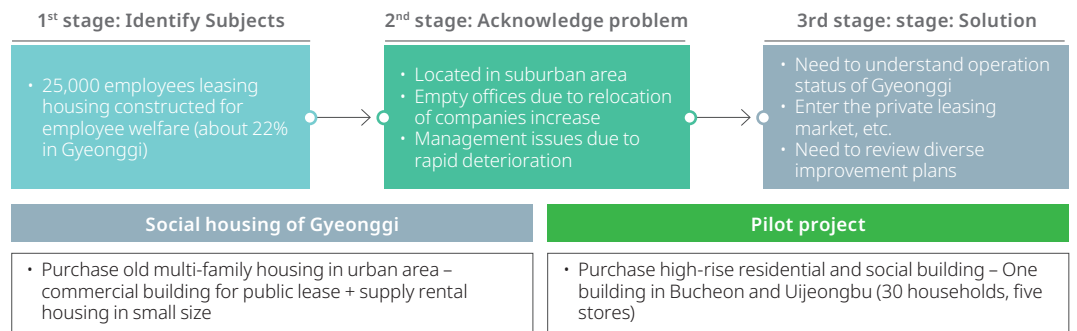 1st stage: Identify Subjects
2nd stage: Acknowledge problem
3rd stage: stage: Solution
• 25,000 employees leasing
housing constructed for
employee welfare (about 22%
in Gyeonggi)
• Located in suburban area
• Empty offices due to relocation
of companies increase
• Management issues due to
rapid deterioration
• Need to understand operation
status of Gyeonggi
• Enter the private leasing
market, etc.
• Need to review diverse
improvement plans
Social housing of Gyeonggi
• Purchase old multi-family housing in urban area –
commercial building for public lease + supply rental
housing in small size
Pilot project
• Purchase high-rise residential and social building – One
building in Bucheon and Uijeongbu (30 households, five
stores)